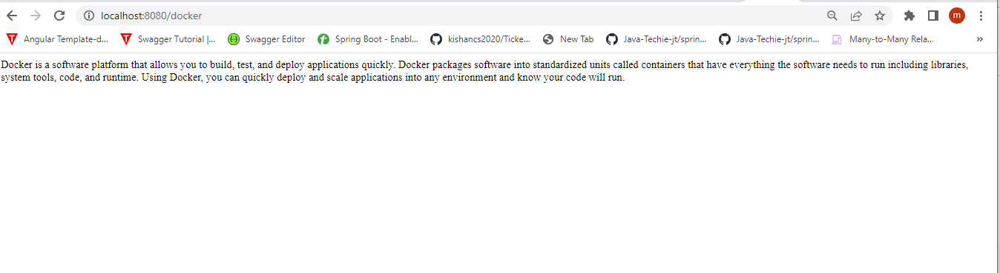 localhost:8080/docker
m
Angular Template-d... Swagger Tutorial |... Swagger Editor Spring Boot - Enabl... kishancs2020/Ticke... New Tab Java-Techie-jt/sprin... Java-Techie-jt/sprin... Many-to-Many Rela... »
Docker is a software platform that allows you to build, test, and deploy applications quickly. Docker packages software into standardized units called containers that have everything the software needs to run including libraries,
system tools, code, and runtime. Using Docker, you can quickly deploy and scale applications into any environment and know your code will run.